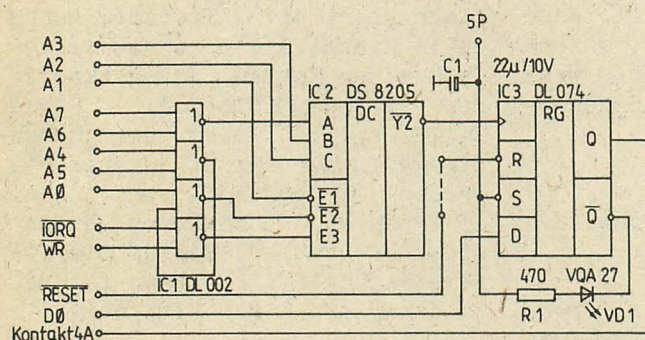 5P
A3
A2
A1
C1 22µ/10V
IC2 DS 8205
IC3 DL 074
A7
A6
A4
A5
A0
1
1
1
1
A
B
C
E1
E2
E3
DC
Y2
RG
R
S
D
Q
Q
IORQ
WR
IC1 DL 002
RESET
D0
Kontakt4A
470
R1
VQA 27
VD1